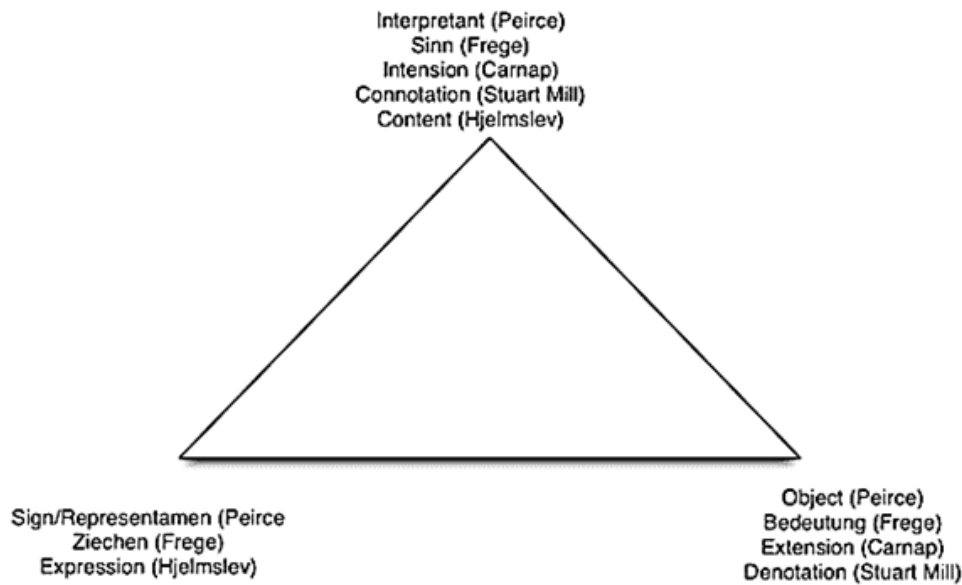 Interpretant (Peirce)
Sinn (Frege)
Intension (Carnap)
Connotation (Stuart Mill)
Content (Hjelmslev)
Sign/Representamen (Peirce
Ziechen (Frege)
Expression (Hjelmslev)
Object (Peirce)
Bedeutung (Frege)
Extension (Carnap)
Denotation (Stuart Mill)